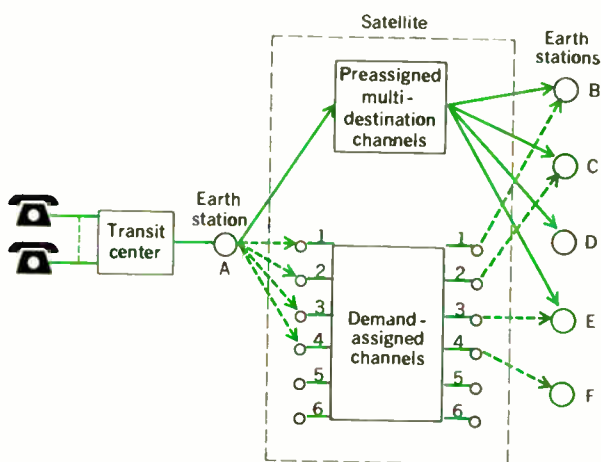 Satellite
Earth
stations
Preassigned
multi-
destination
channels
B
C
D
E
F
Earth
station
A
Transit
center
1
2
3
4
5
6
Demand-
assigned
channels
1
2
3
4
5
6